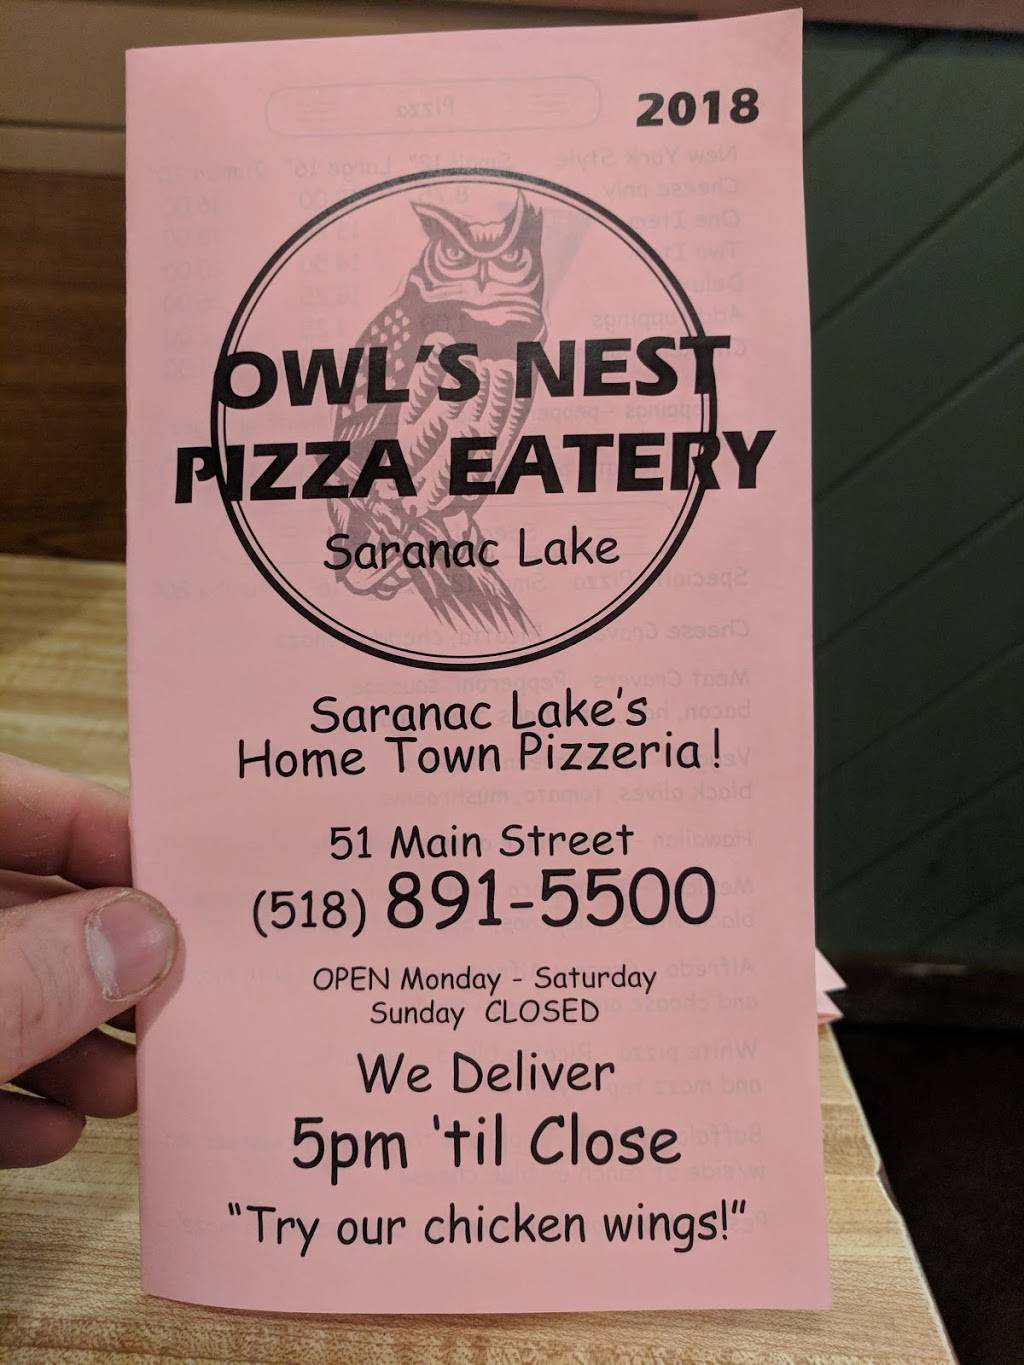 2018
OWL'S NEST
PIZZA EATERY
Saranac Lake
Saranac Lake's
Home Town Pizzeria!
51 Main Street
(518) 891-5500
OPEN Monday - Saturday
Sunday CLOSED
We Deliver
5pm 'til Close
"Try our chicken wings!"